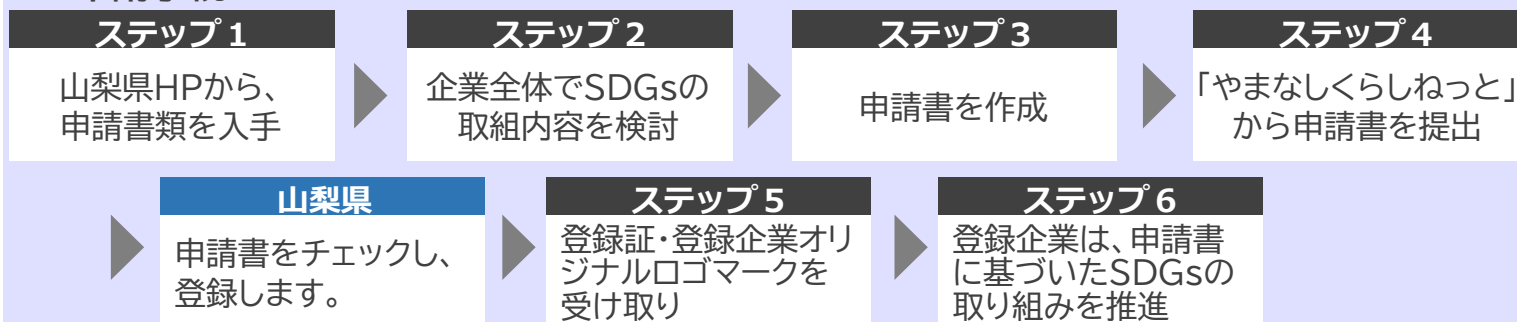 ステップ１
山梨県HPから、
申請書類を入手
ステップ２
企業全体でSDGsの
取組内容を検討
ステップ３
申請書を作成
ステップ４
「やまなしくらしねっと」
から申請書を提出
山梨県
申請書をチェックし、
登録します。
ステップ５
登録証・登録企業オリ
ジナルロゴマークを
受け取り
ステップ６
登録企業は、申請書
に基づいたSDGsの
取り組みを推進